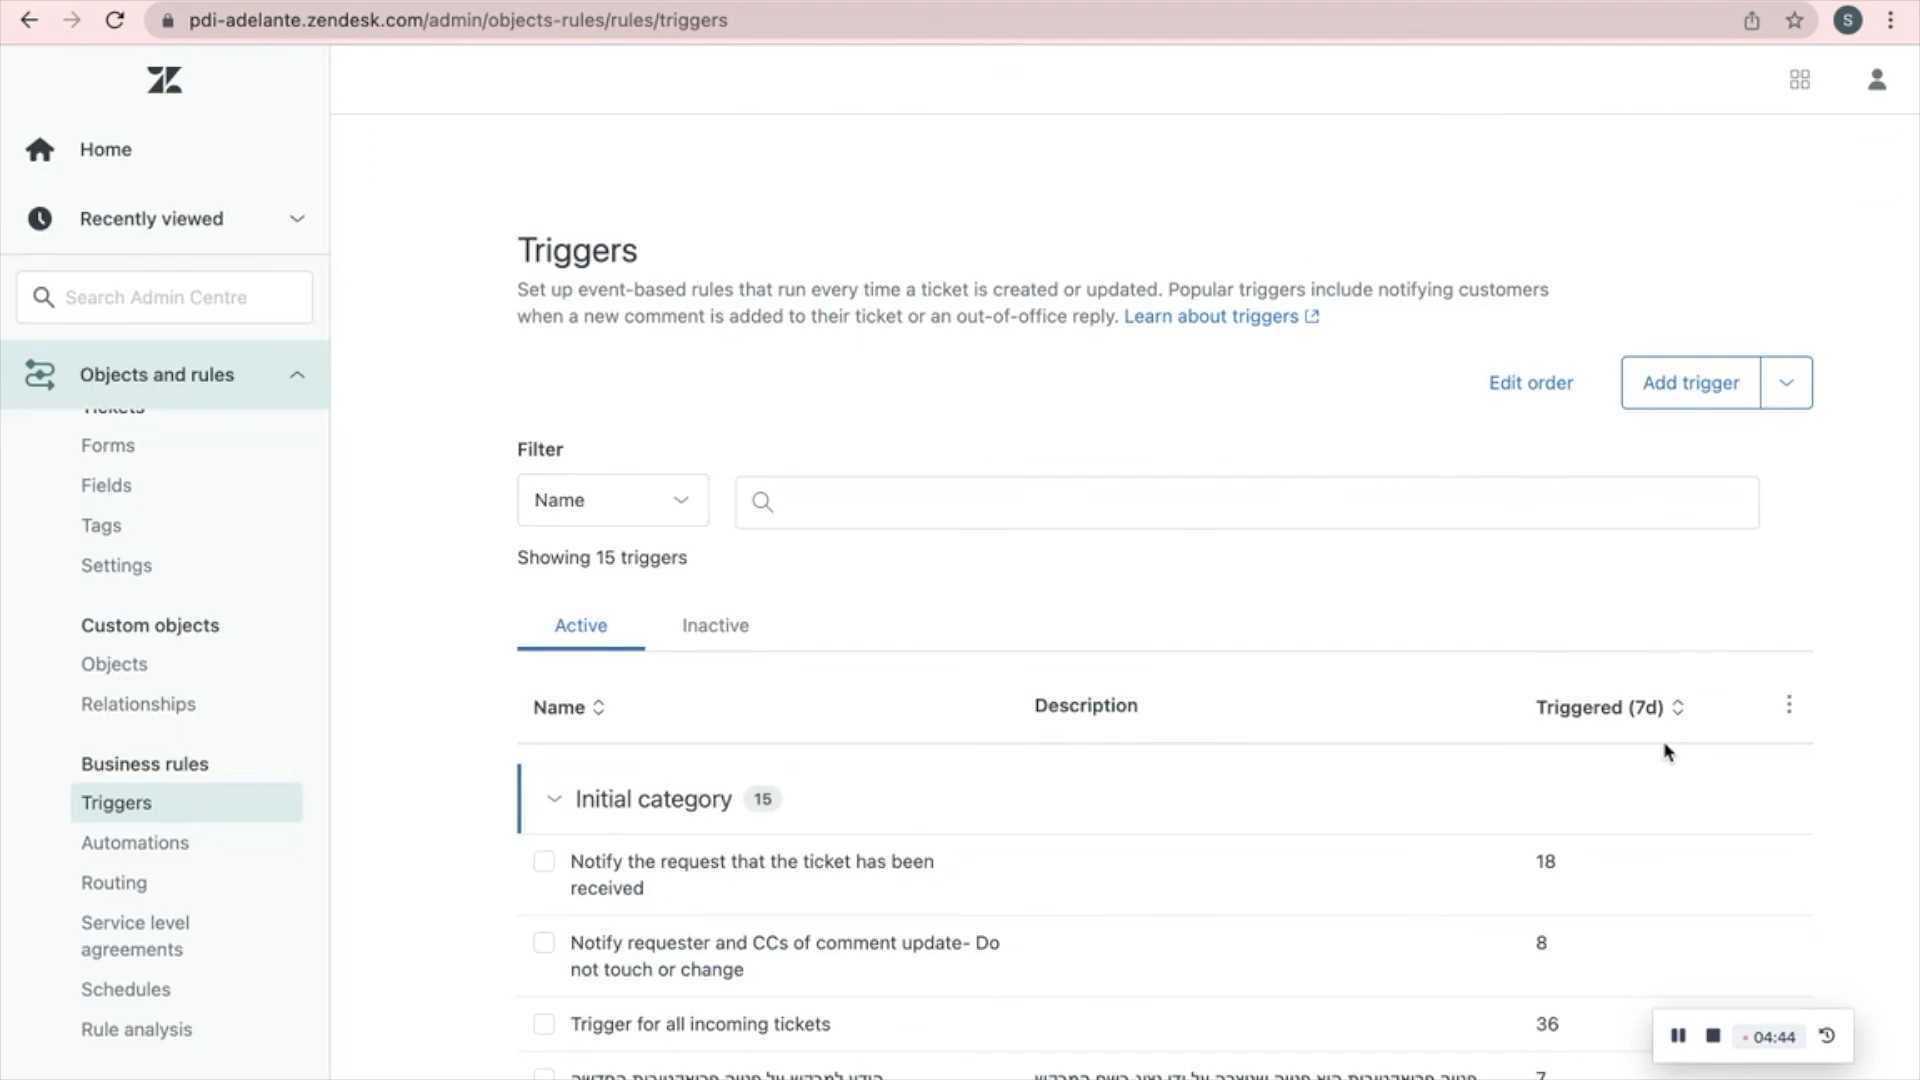 pdi-adelante.zendesk.com/admin/objects-rules/rules/triggers
S
Home
Recently viewed
Search Admin Centre
Objects and rules
Tickets
Forms
Fields
Tags
Settings
Custom objects
Objects
Relationships
Business rules
Triggers
Automations
Routing
Service level
agreements
Schedules
Rule analysis
Triggers
Set up event-based rules that run every time a ticket is created or updated. Popular triggers include notifying customers
when a new comment is added to their ticket or an out-of-office reply. Learn about triggers
Edit order
Add trigger
Filter
Name
Showing 15 triggers
Active
Inactive
Name
Description
Triggered (7d)
Initial category 15
Notify the request that the ticket has been
received
18
Notify requester and CCs of comment update- Do
not touch or change
8
Trigger for all incoming tickets
36
7
04:44